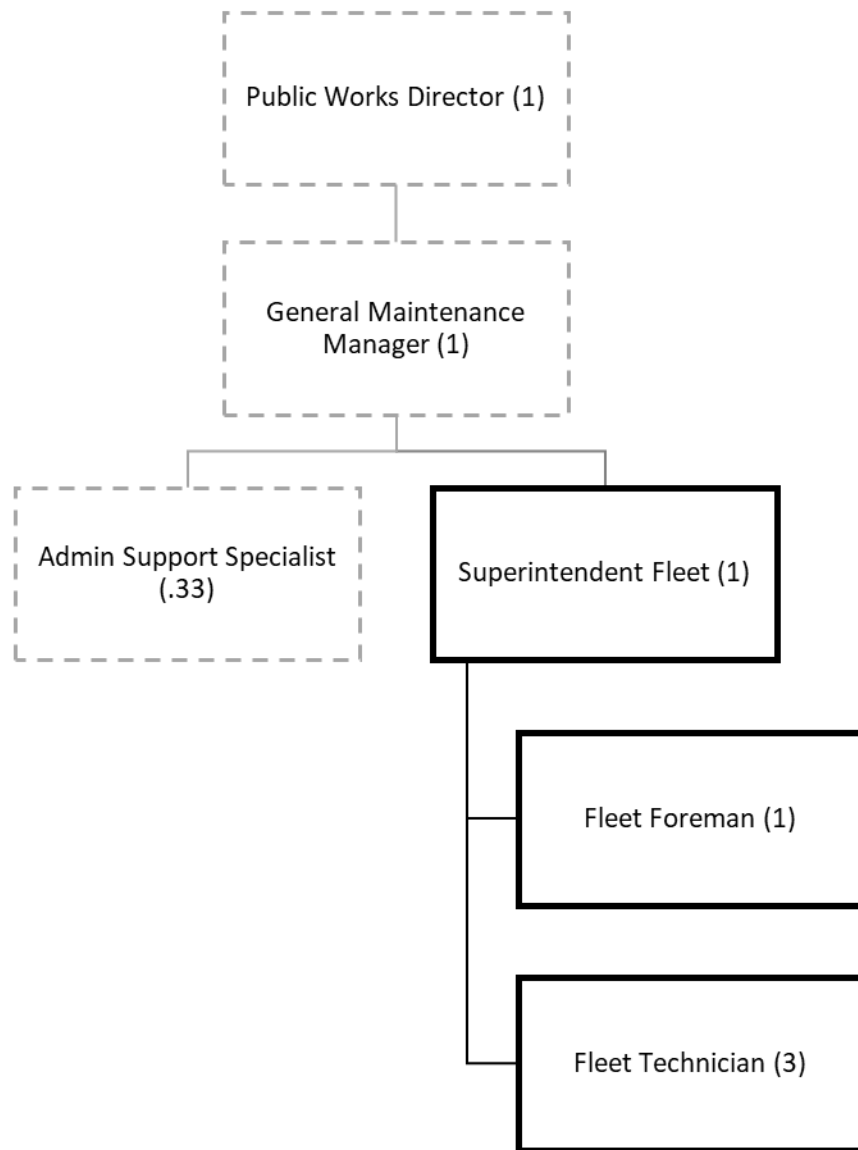 Public Works Director (1)
General Maintenance
Manager (1)
Admin Support Specialist
(.33)
Superintendent Fleet (1)
Fleet Foreman (1)
Fleet Technician (3)